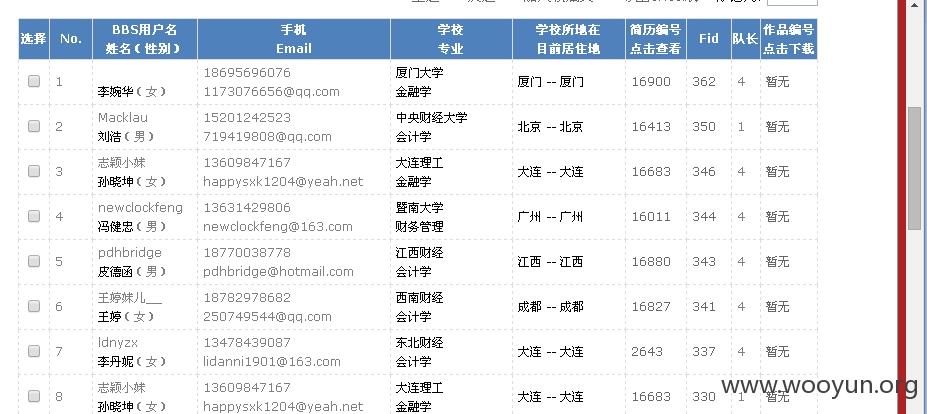 选择 No. BBS用户名 手机 学校 学校所在地 简历编号 Fid 队长 作品编号
姓名（性别） Email 专业 目前居住地 点击查看 点击下载
1 18695696076 厦门大学 厦门 -- 厦门 16900 362 4 暂无
李婉华（女） 1173076656@qq.com 金融学
2 Macklau 15201242523 中央财经大学 北京 -- 北京 16413 350 1 暂无
刘浩（男） 719419808@qq.com 会计学
3 志颖小妹 13609847167 大连理工 大连 -- 大连 16683 346 4 暂无
孙晓坤（女） happysxk1204@yeah.net 金融学
4 newclockfeng 13631429806 暨南大学 广州 -- 广州 16011 344 4 暂无
冯健忠（男） newclockfeng@163.com 财务管理
5 pdhbridge 18770038778 江西财经 江西 -- 江西 16880 343 4 暂无
皮德函（男） pdhbridge@hotmail.com 会计学
6 王婷妹儿__ 18782978682 西南财经 成都 -- 成都 16827 341 4 暂无
王婷（女） 250749544@qq.com 会计学
7 ldnyzx 13478439087 东北财经 大连 -- 大连 2643 337 4 暂无
李丹妮（女） lidanni1901@163.com 会计学
8 志颖小妹 13609847167 大连理工 大连 -- 大连 16683 330 1 暂无
孙晓坤（女） happysxk1204@yeah.net 金融学
www.wooyun.org